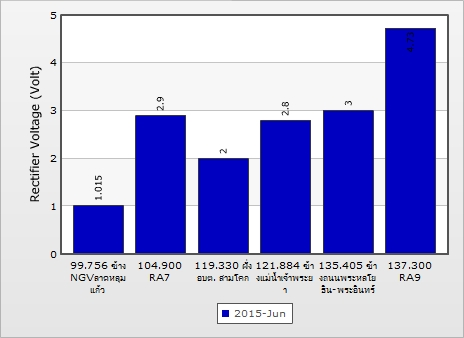 Rectifier Voltage (Volt)
5
4
3
2
1
0
1.015
2.9
2
2.8
3
99.756 ข้าง
NGVลาดหลุม
แก้ว
104.900
RA7
119.330 ฝั่ง
อบต. สามโคก
121.884 ข้า
งแม่น้ำเจ้าพระย
า
135.405 ข้า
งถนนพระหลโย
ธิน-พระอินทร์
137.300
RA9
2015-Jun